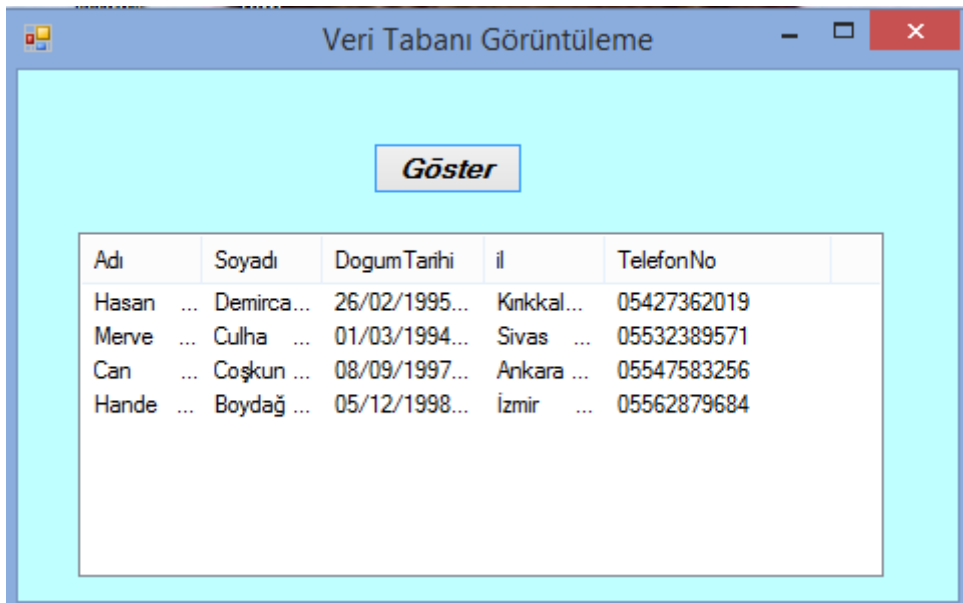 Veri Tabanı Görüntüleme
Göster
Adı Soyadı DogumTarihi il TelefonNo
Hasan ... Demirca... 26/02/1995... Kırıkkal... 05427362019
Merve ... Culha ... 01/03/1994... Sivas ... 05532389571
Can ... Coşkun ... 08/09/1997... Ankara ... 05547583256
Hande ... Boydağ ... 05/12/1998... İzmir ... 05562879684